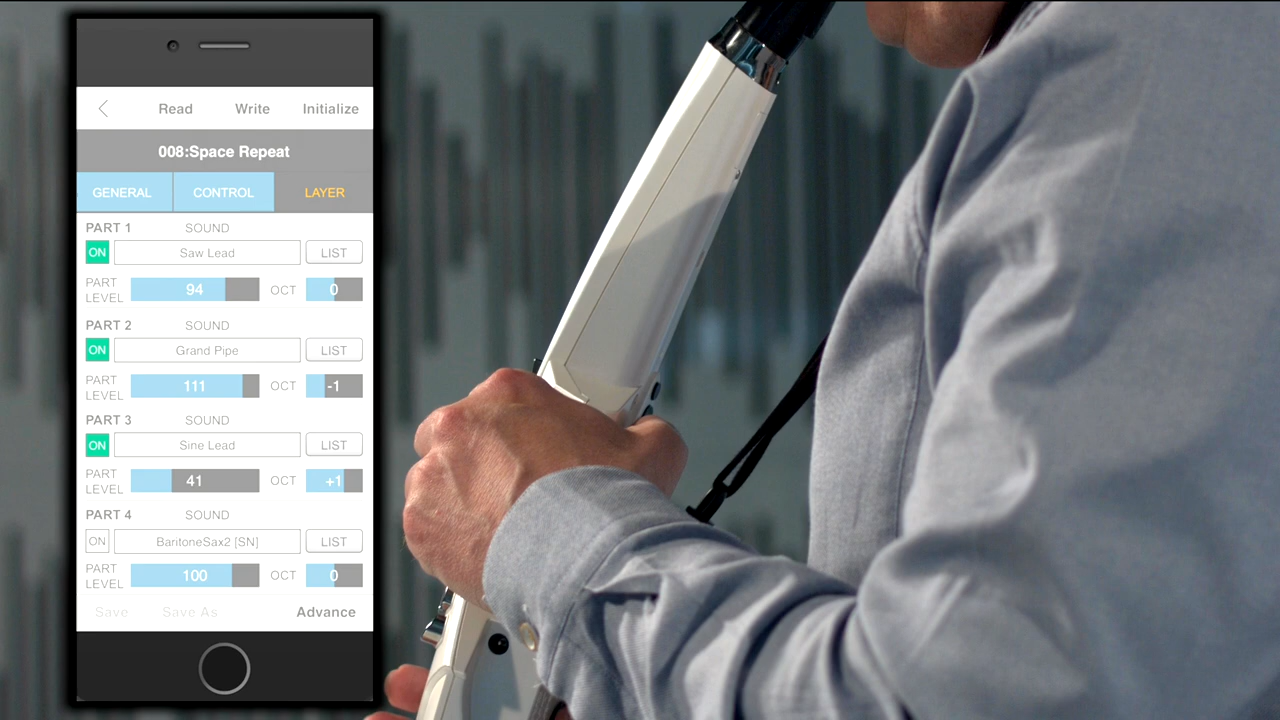 Read Write Initialize
008:Space Repeat
GENERAL CONTROL LAYER
PART 1 SOUND
ON Saw Lead LIST
PART LEVEL 94 OCT 0
PART 2 SOUND
ON Grand Pipe LIST
PART LEVEL 111 OCT -1
PART 3 SOUND
ON Sine Lead LIST
PART LEVEL 41 OCT +1
PART 4 SOUND
ON BaritoneSax2 [SN] LIST
PART LEVEL 100 OCT 0
Save Save As Advance